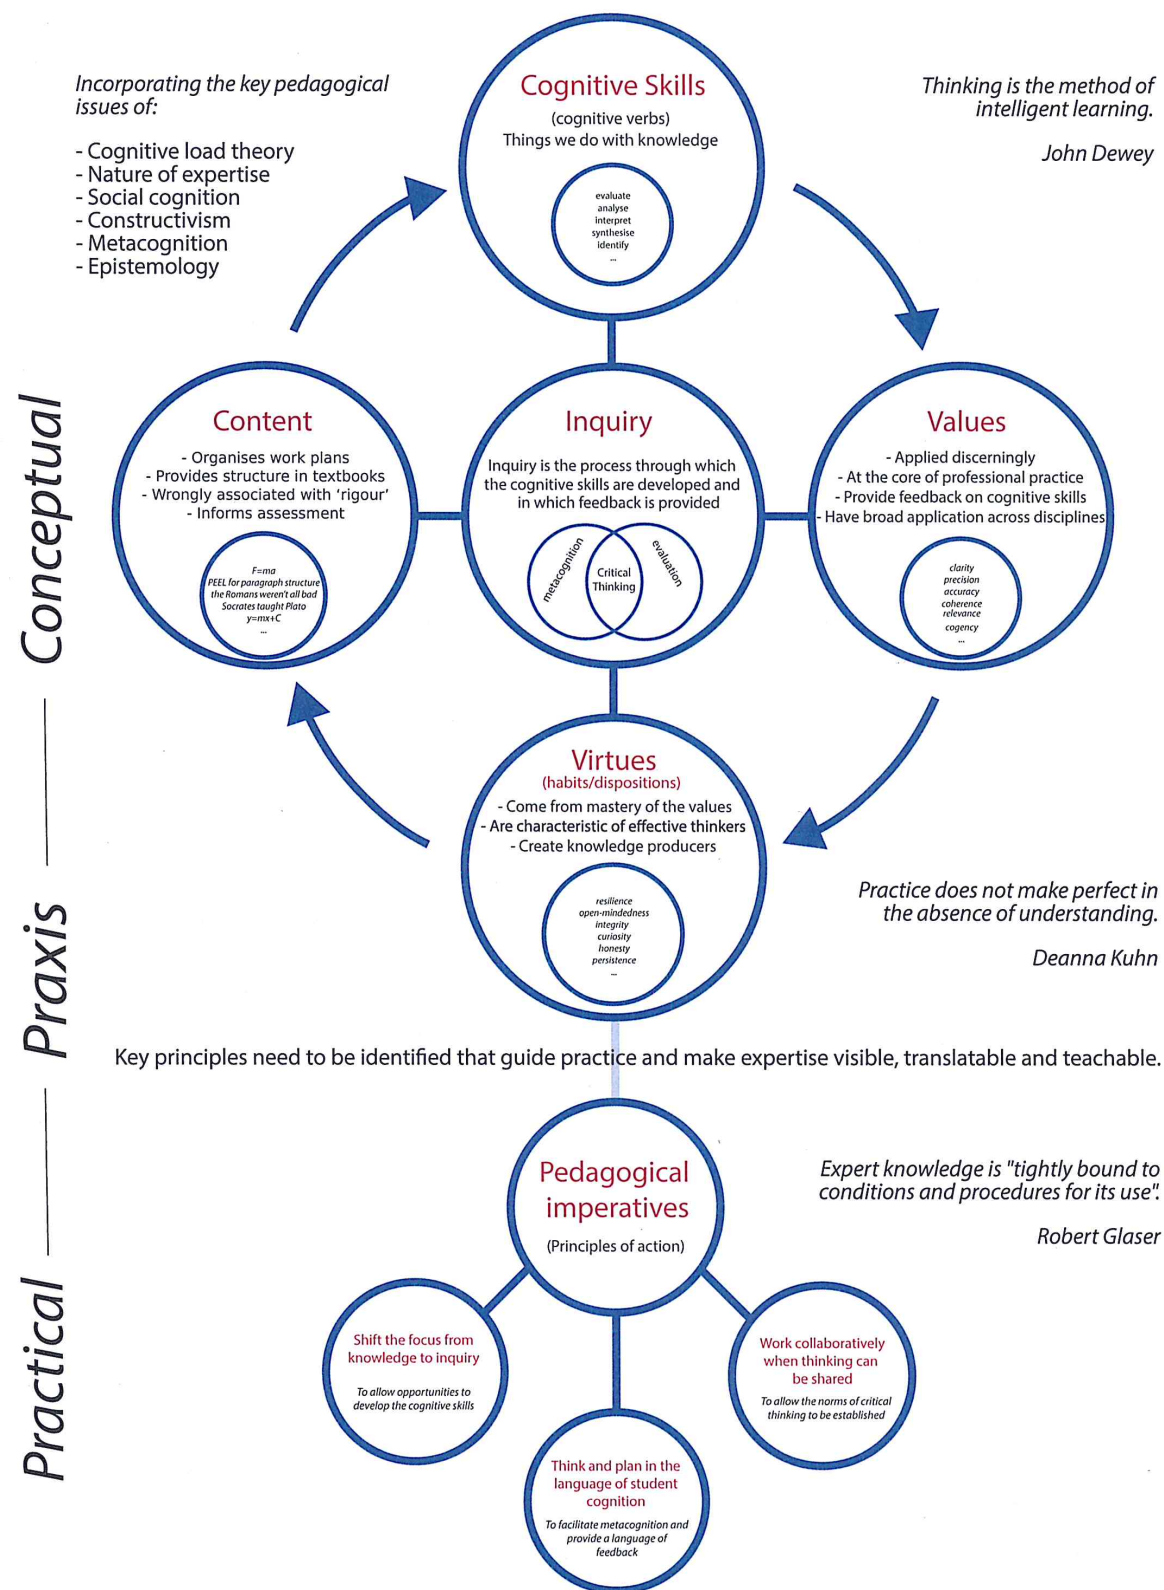 Incorporating the key pedagogical
issues of:
- Cognitive load theory
- Nature of expertise
- Social cognition
- Constructivism
- Metacognition
- Epistemology
Cognitive Skills
(cognitive verbs)
Things we do with knowledge
evaluate
analyse
interpret
synthesise
identify
...
Thinking is the method of
intelligent learning.
John Dewey
Conceptual
Content
- Organises work plans
- Provides structure in textbooks
- Wrongly associated with 'rigour'
- Informs assessment
F=ma
PEEL for paragraph structure
the Romans weren't all bad
Socrates taught Plato
y=mx+C
...
Inquiry
Inquiry is the process through which
the cognitive skills are developed and
in which feedback is provided
metacognition
Critical
Thinking
evaluation
Values
- Applied discerningly
- At the core of professional practice
- Provide feedback on cognitive skills
- Have broad application across disciplines
clarity
precision
accuracy
coherence
relevance
cogency
...
Virtues
(habits/dispositions)
- Come from mastery of the values
- Are characteristic of effective thinkers
- Create knowledge producers
resilience
open-mindedness
integrity
curiosity
honesty
persistence
...
Practice does not make perfect in
the absence of understanding.
Deanna Kuhn
Praxis
Key principles need to be identified that guide practice and make expertise visible, translatable and teachable.
Pedagogical
imperatives
(Principles of action)
Expert knowledge is "tightly bound to
conditions and procedures for its use".
Robert Glaser
Practical
Shift the focus from
knowledge to inquiry
To allow opportunities to
develop the cognitive skills
Think and plan in the
language of student
cognition
To facilitate metacognition and
provide a language of
feedback
Work collaboratively
when thinking can
be shared
To allow the norms of critical
thinking to be established